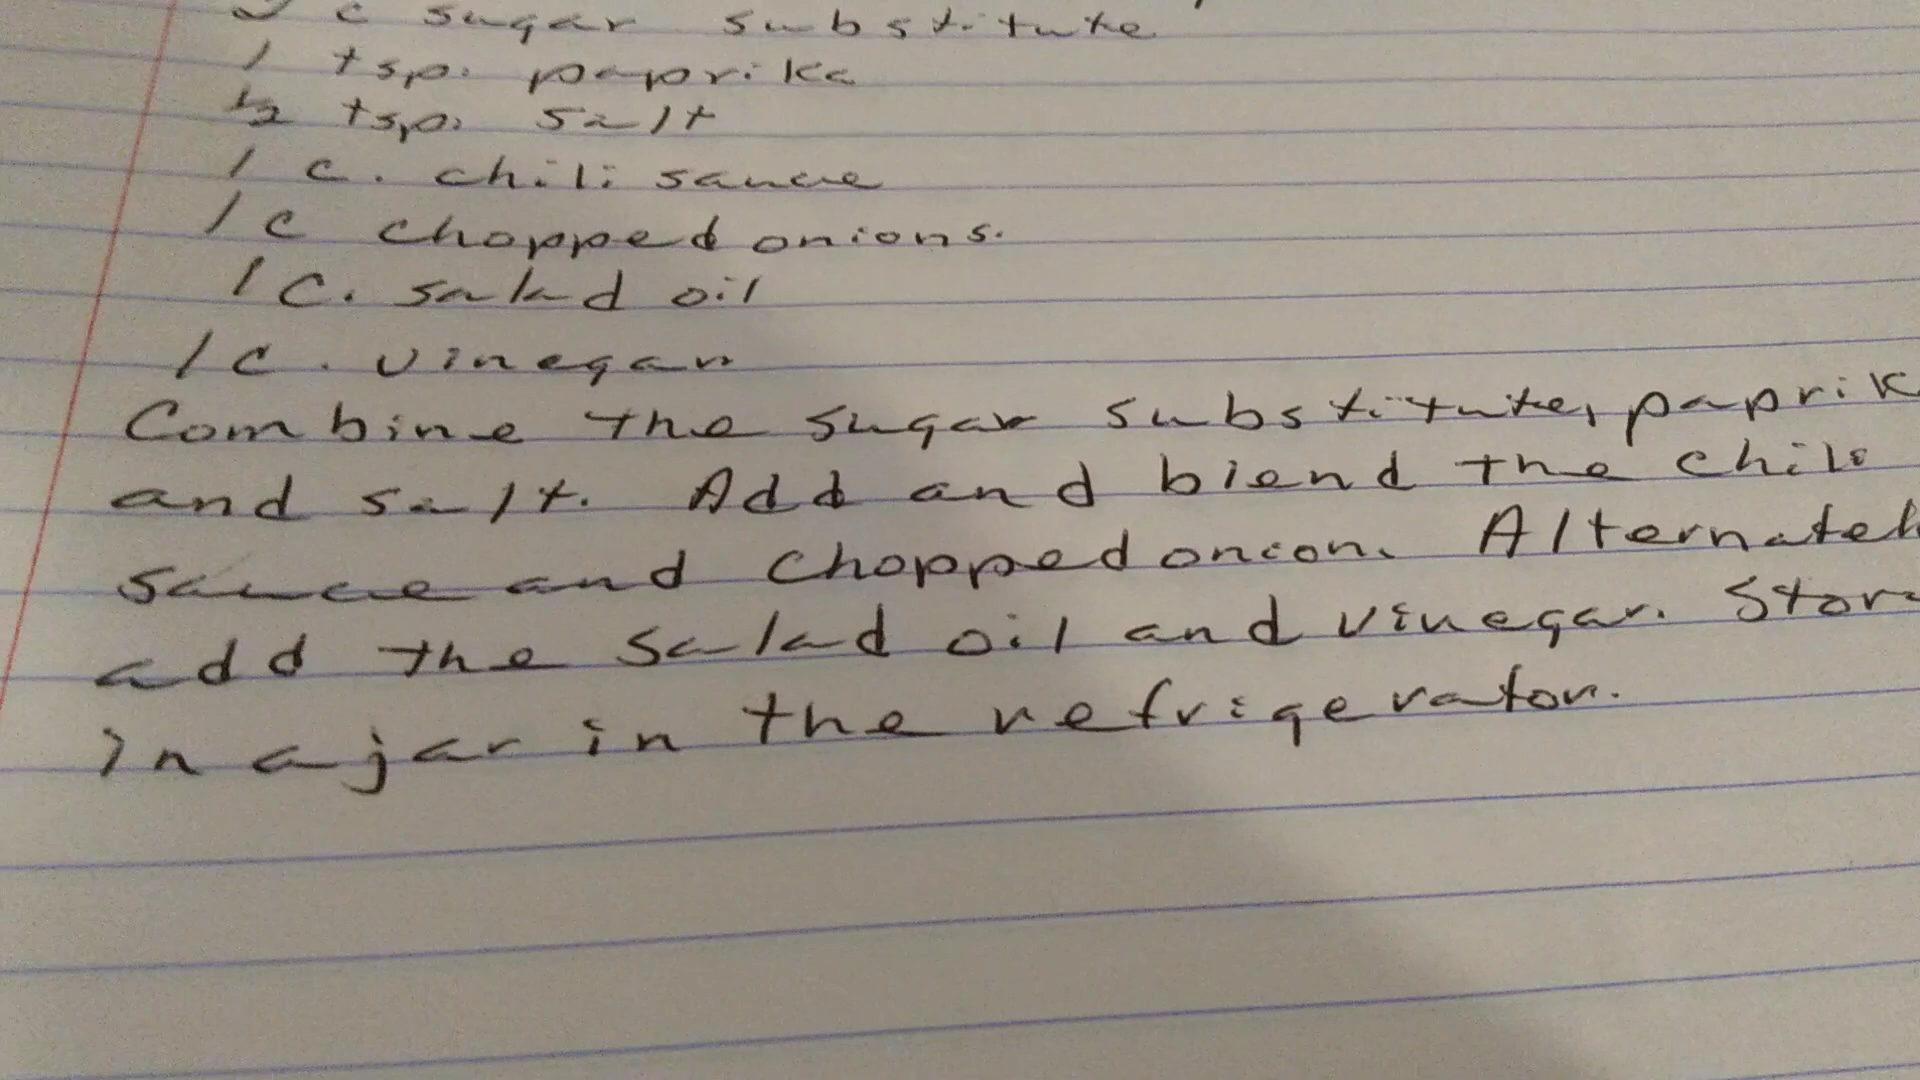 c sugar substitute
1 tsp. paprika
1/2 tsp. salt
1 c. chili sauce
1 c chopped onions.
1 C. salad oil
1 c. vinegar
Combine the sugar substitute, paprik
and salt. Add and blend the chili
sauce and chopped onion. Alternatel
add the salad oil and vinegar. Stor
in a jar in the refrigerator.